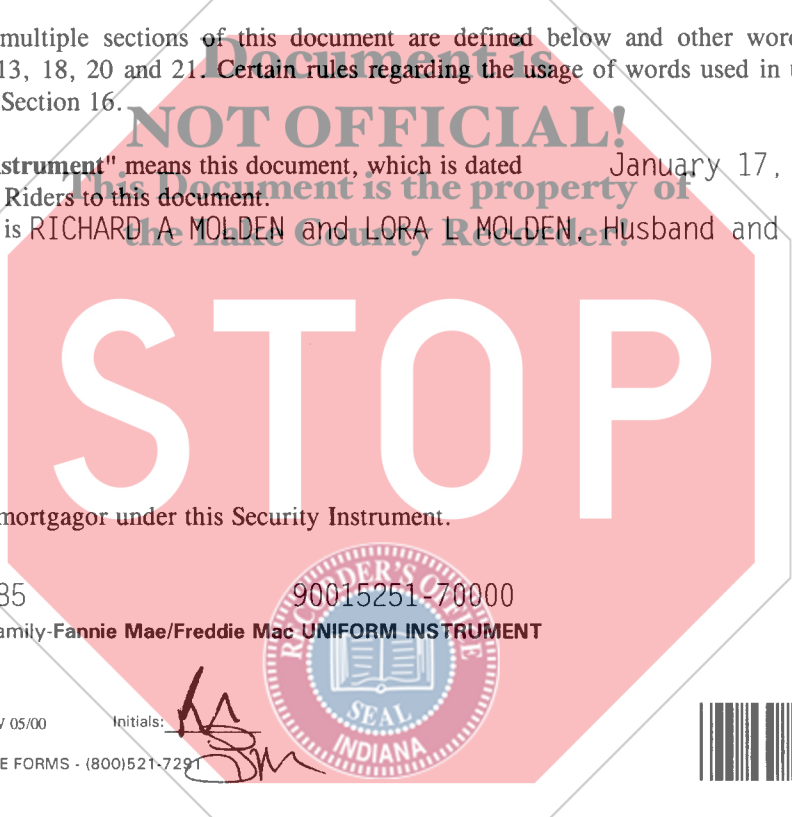 multiple sections of this document are defined below and other wor
Document is
13, 18, 20 and 21. Certain rules regarding the usage of words used in
Section 16.
NOT OFFICIAL!
strument" means this document, which is dated January 17,
This Document is the property of
Riders to this document.
is RICHARD A MOLDEN and LORA L MOLDEN, Husband and
the Lake County Recorder!
STOP
mortgagor under this Security Instrument.
85 90015251-70000
amily-Fannie Mae/Freddie Mac UNIFORM INSTRUMENT
RECORDER'S OFFICE
SEAL
INDIANA
05/00 Initials:
E FORMS - (800)521-7291